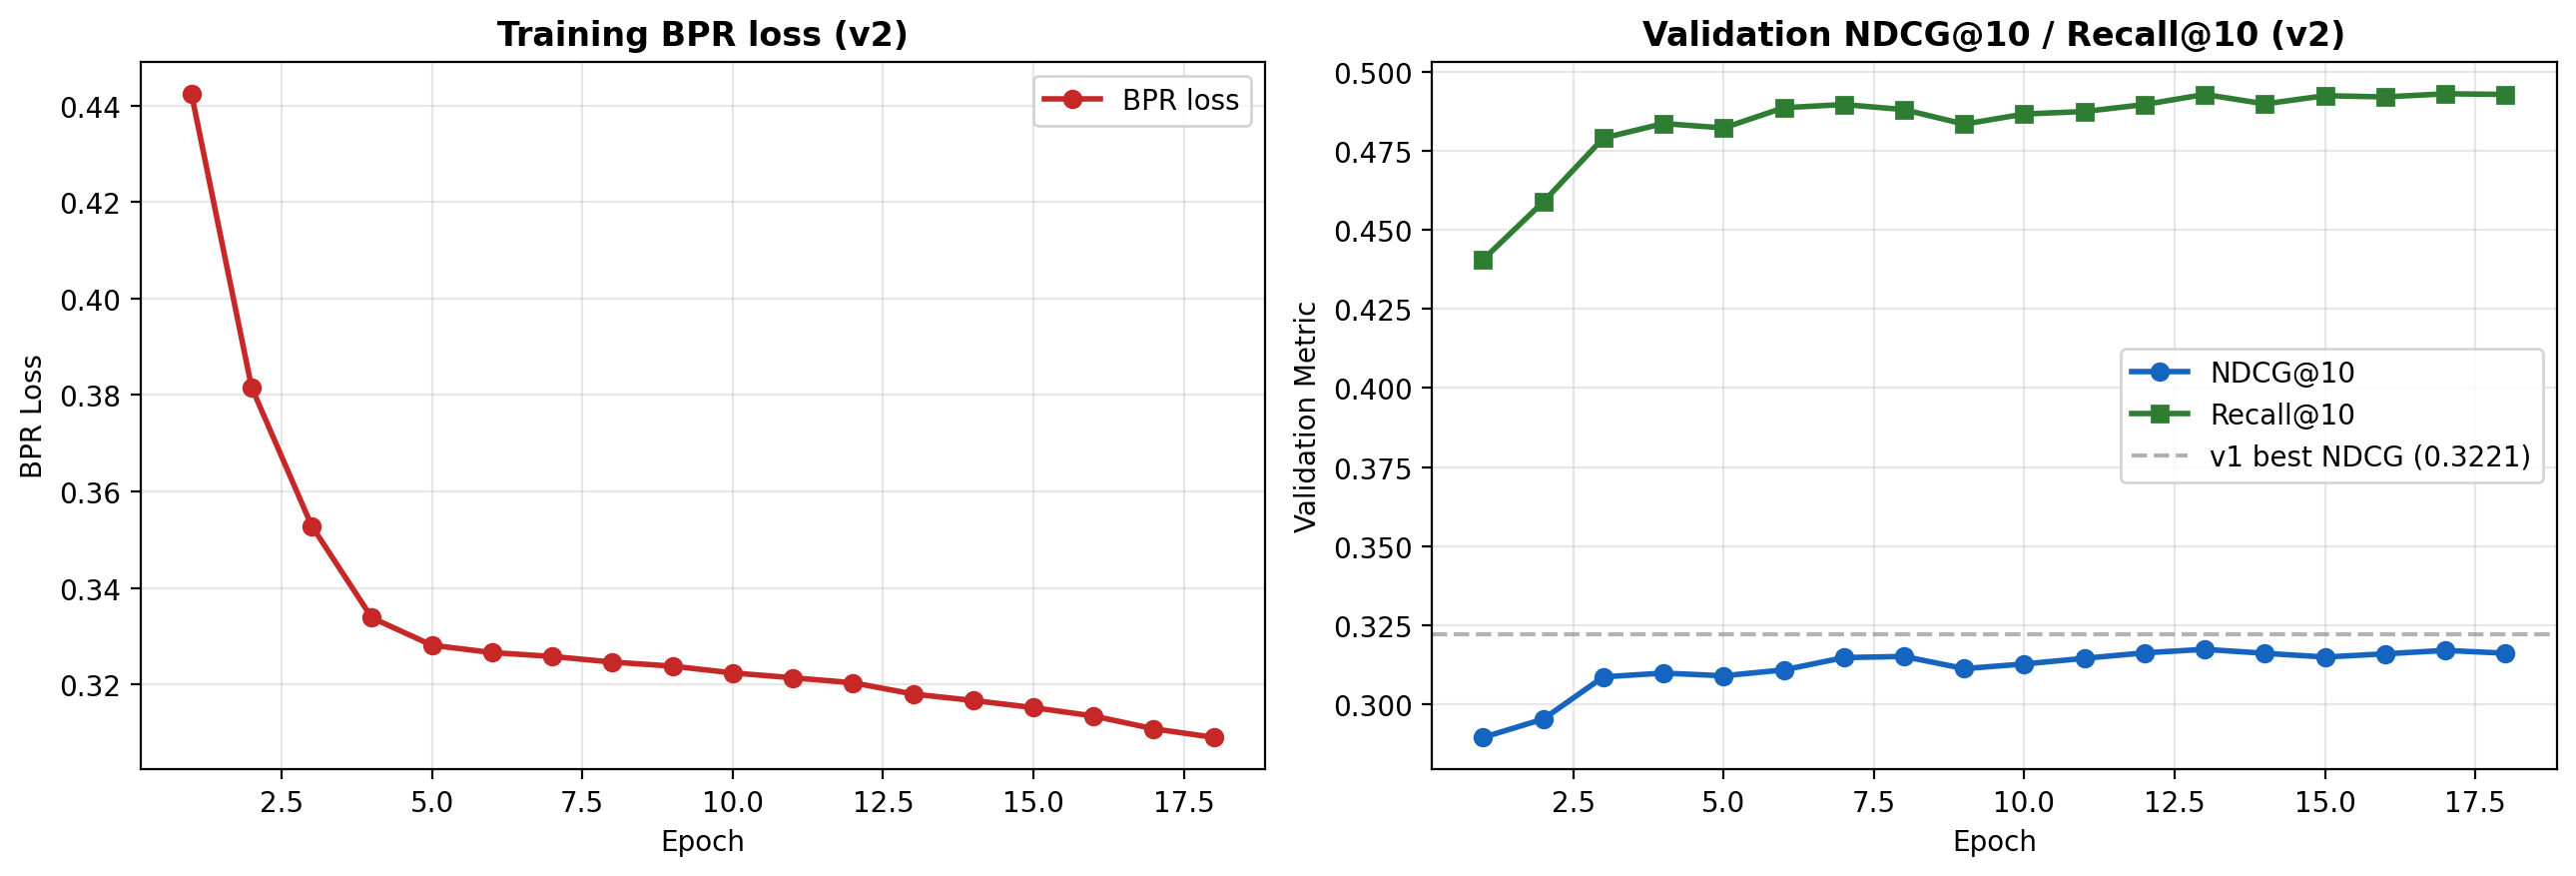 Training BPR loss (v2)
BPR loss
0.44
0.42
0.40
0.38
0.36
0.34
0.32
BPR Loss
2.5 5.0 7.5 10.0 12.5 15.0 17.5
Epoch
Validation NDCG@10 / Recall@10 (v2)
0.500
0.475
0.450
0.425
0.400
0.375
0.350
0.325
0.300
Validation Metric
NDCG@10
Recall@10
v1 best NDCG (0.3221)
2.5 5.0 7.5 10.0 12.5 15.0 17.5
Epoch